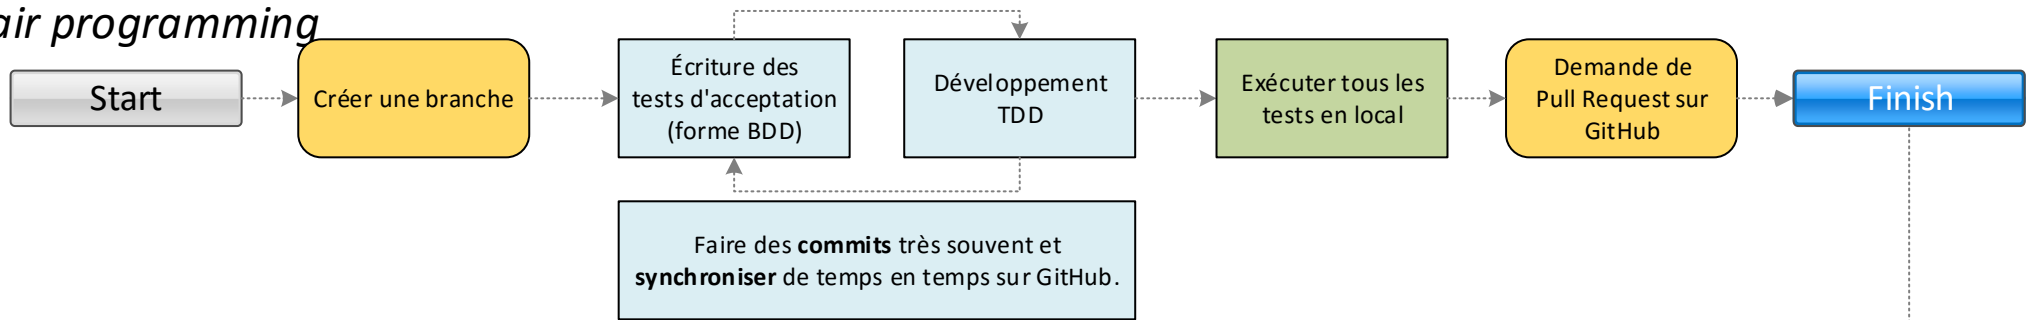 air programming
Start
Créer une branche
Écriture des
tests d'acceptation
(forme BDD)
Développement
TDD
Exécuter tous les
tests en local
Demande de
Pull Request sur
GitHub
Finish
Faire des commits très souvent et
synchroniser de temps en temps sur GitHub.